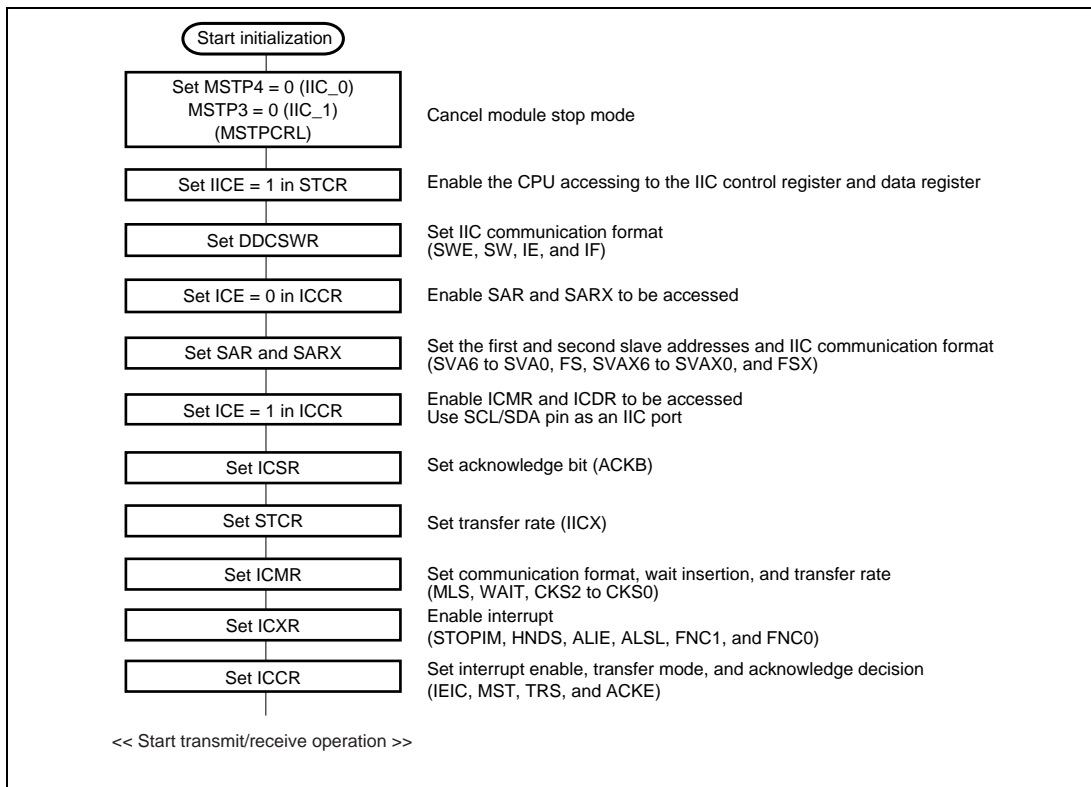 Start initialization
Set MSTP4 = 0 (IIC_0)
MSTP3 = 0 (IIC_1)
(MSTPCRL)
Cancel module stop mode
Set IICE = 1 in STCR
Enable the CPU accessing to the IIC control register and data register
Set DDCSWR
Set IIC communication format
(SWE, SW, IE, and IF)
Set ICE = 0 in ICCR
Enable SAR and SARX to be accessed
Set SAR and SARX
Set the first and second slave addresses and IIC communication format
(SVA6 to SVA0, FS, SVAX6 to SVAX0, and FSX)
Set ICE = 1 in ICCR
Enable ICMR and ICDR to be accessed
Use SCL/SDA pin as an IIC port
Set ICSR
Set acknowledge bit (ACKB)
Set STCR
Set transfer rate (IICX)
Set ICMR
Set communication format, wait insertion, and transfer rate
(MLS, WAIT, CKS2 to CKS0)
Set ICXR
Enable interrupt
(STOPIM, HNDS, ALIE, ALSL, FNC1, and FNC0)
Set ICCR
Set interrupt enable, transfer mode, and acknowledge decision
(IEIC, MST, TRS, and ACKE)
<< Start transmit/receive operation >>